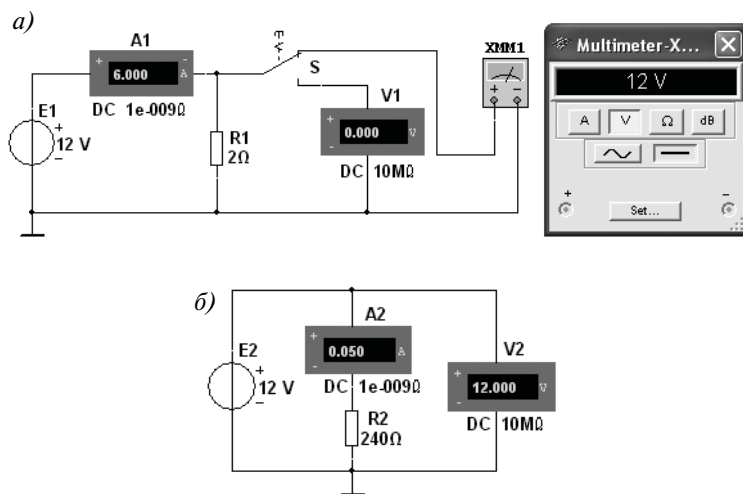 а)
A1
+ 6.000 - A
DC 1e-009Ω
E1
+
12 V
−
R1
2Ω
S
V1
+ 0.000 V
-
DC 10MΩ
XMM1
+ −
Multimeter-X...
12 V
A V Ω dB
+ −
Set...
б)
A2
+ 0.050 A
-
DC 1e-009Ω
E2
+
12 V
−
R2
240Ω
V2
+ 12.000 V
-
DC 10MΩ